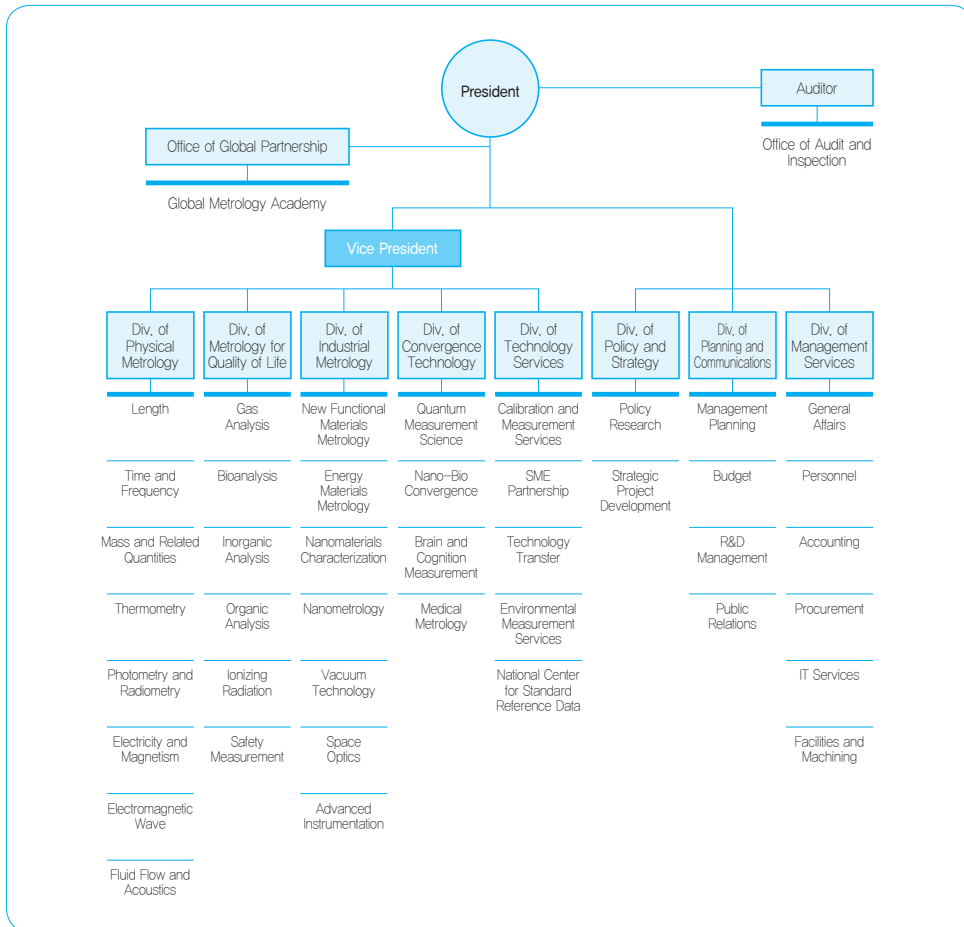 President
Auditor
Office of Audit and
Inspection
Office of Global Partnership
Global Metrology Academy
Vice President
Div. of
Physical
Metrology
Length
Time and
Frequency
Mass and Related
Quantities
Thermometry
Photometry and
Radiometry
Electricity and
Magnetism
Electromagnetic
Wave
Fluid Flow and
Acoustics
Div. of
Metrology for
Quality of Life
Gas
Analysis
Bioanalysis
Inorganic
Analysis
Organic
Analysis
Ionizing
Radiation
Safety
Measurement
Div. of
Industrial
Metrology
New Functional
Materials
Metrology
Energy
Materials
Metrology
Nanomaterials
Characterization
Nanometrology
Vacuum
Technology
Space
Optics
Advanced
Instrumentation
Div. of
Convergence
Technology
Quantum
Measurement
Science
Nano-Bio
Convergence
Brain and
Cognition
Measurement
Medical
Metrology
Div. of
Technology
Services
Calibration and
Measurement
Services
SME
Partnership
Technology
Transfer
Environmental
Measurement
Services
National Center
for Standard
Reference Data
Div. of
Policy and
Strategy
Policy
Research
Strategic
Project
Development
Div. of
Planning and
Communications
Management
Planning
Budget
R&D
Management
Public
Relations
Div. of
Management
Services
General
Affairs
Personnel
Accounting
Procurement
IT Services
Facilities and
Machining